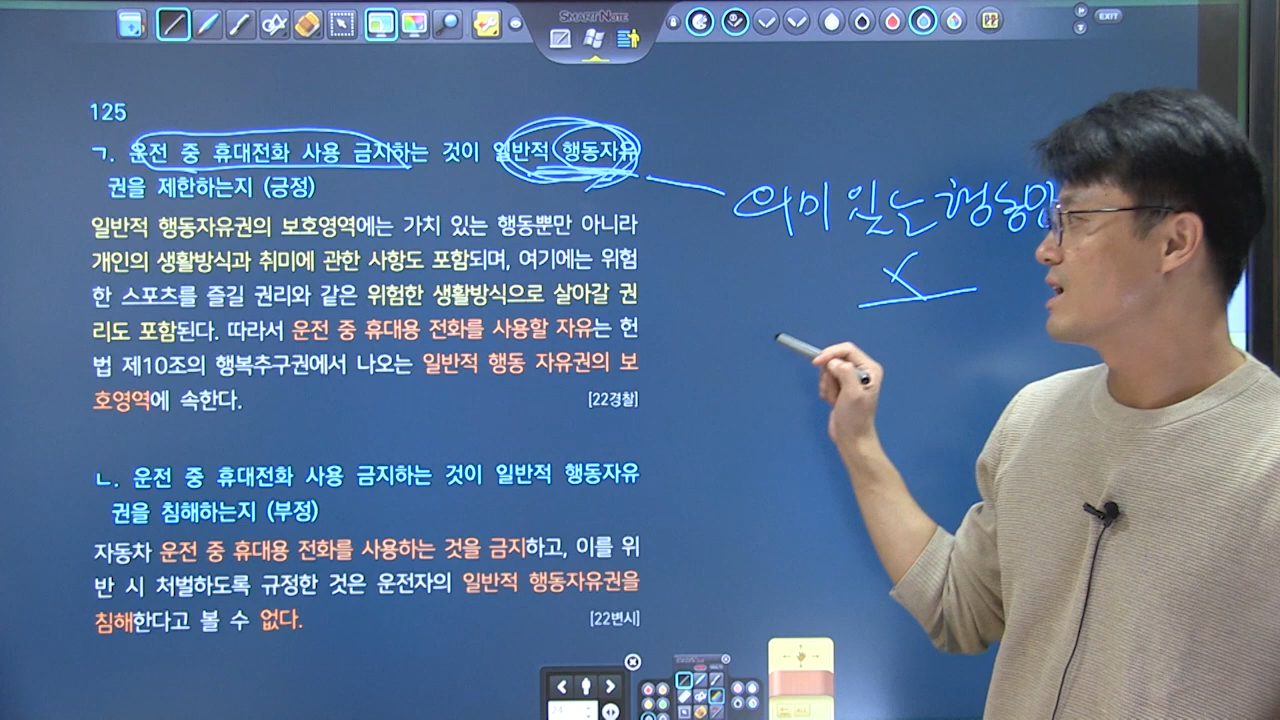 SMARTNOTE
EXIT
125
ㄱ. 운전 중 휴대전화 사용 금지하는 것이 일반적 행동자유
권을 제한하는지 (긍정)
의미 있는 행동만
X
일반적 행동자유권의 보호영역에는 가치 있는 행동뿐만 아니라
개인의 생활방식과 취미에 관한 사항도 포함되며, 여기에는 위험
한 스포츠를 즐길 권리와 같은 위험한 생활방식으로 살아갈 권
리도 포함된다. 따라서 운전 중 휴대용 전화를 사용할 자유는 헌
법 제10조의 행복추구권에서 나오는 일반적 행동 자유권의 보
호영역에 속한다. [22경찰]
ㄴ. 운전 중 휴대전화 사용 금지하는 것이 일반적 행동자유
권을 침해하는지 (부정)
자동차 운전 중 휴대용 전화를 사용하는 것을 금지하고, 이를 위
반 시 처벌하도록 규정한 것은 운전자의 일반적 행동자유권을
침해한다고 볼 수 없다. [22변시]